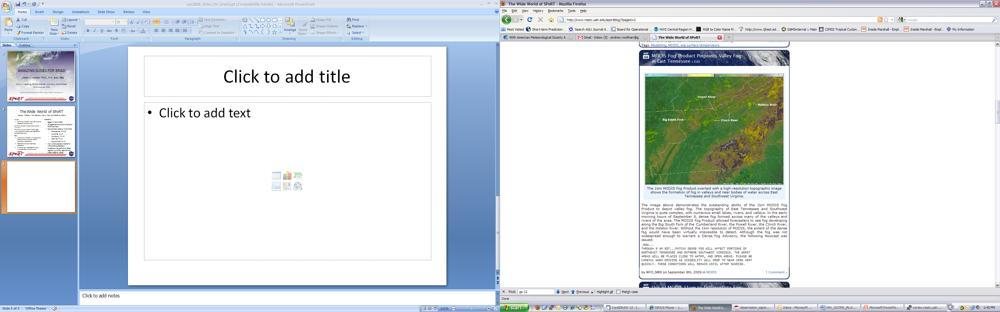 sac2009_slides_for_brad.ppt [Compatibility Mode] - Microsoft PowerPoint
Home Insert Design Animations Slide Show Review View
Paste
Cut
Copy
Format Painter
Clipboard
New Slide
Layout
Reset
Delete
Slides
18
Font
Paragraph
Text Direction
Align Text
Convert to SmartArt
Arrange
Quick Styles
Shape Fill
Shape Outline
Shape Effects
Drawing
Find
Replace
Select
Editing
Slides Outline
1
AMAZING SLIDES FOR BRAD
Fourth Meeting of the Science Advisory Committee
2
The Wide World of SPoRT
Statistics
3
Click to add title
• Click to add text
Click to add notes
Slide 3 of 3 "Office Theme" 111%
The Wide World of SPoRT - Mozilla Firefox
File Edit View History Bookmarks Tools Help
http://www.nsstc.uah.edu/sportblog/?paged=2
Google
Most Visited Short-term Prediction ... Search AGU Journal A... Board for Operational ... NWS Central Region H... RGB to Color Name M... http://www.tjhsst.ed... S&MSinternal :: Main CIMSS Tropical Cyclon... Inside Marshall - Empl... Inside Marshall - Empl... My Information
90th American Meteorological Society A... Gmail - Inbox (5) - andrew.molthan@g... The Wide World of SPoRT
Tags: Modelling, MODIS, sea surface temperature
SEP 08
MODIS Fog Product Pinpoints Valley Fog
in East Tennessee « Edit
Powell River
Holston River
Big South Fork
Clinch River
The 1km MODIS Fog Product overlaid with a high-resolution topographic image
shows the formation of fog in valleys and near bodies of water across East
Tennessee and Southwest Virginia.
The image above demonstrates the outstanding ability of the 1km MODIS Fog
Product to depict valley fog. The topography of East Tennessee and Southwest
Virginia is quite complex, with numerous small lakes, rivers, and valleys. In the early
morning hours of September 8, dense fog formed across many of the valleys and
rivers of the area. The MODIS Fog Product allowed forecasters to see fog developing
along the Big South Fork of the Cumberland River, the Powell River, the Clinch River,
and the Holston River. Without the 1km resolution of MODIS, the extent of the dense
fog would have been virtually impossible to detect. Although the fog was not
widespread enough to warrant a Dense Fog Advisory, the following Nowcast was
issued:
.NOW...
THROUGH 9 AM EDT...PATCHY DENSE FOG WILL AFFECT PORTIONS OF
NORTHEAST TENNESSEE AND EXTREME SOUTHWEST VIRGINIA. THE WORST
AREAS WILL BE PLACES CLOSE TO WATER, AND OPEN AREAS. PLEASE BE
CAREFUL WHEN DRIVING AS VISIBILITY WILL DROP TO NEAR ZERO VERY
QUICKLY. THESE CONDITIONS WILL REMAIN UNTIL AFTER SUNRISE.
by WFO_MRX on September 8th, 2009 in MODIS 1 Comment »
SEP
Use of MODIS 11um to Differentiate Fog
Find: gs-12 Next Previous Highlight all Match case
Done
start CorelDRAW 12 - [... SIRIUS Player - 1... The Wide World o... dissertation_signe... Inbox - Microsoft ... WN_102709_jfs.d... Microsoft PowerPo... vortex.nsstc.uah.... 1:42 PM